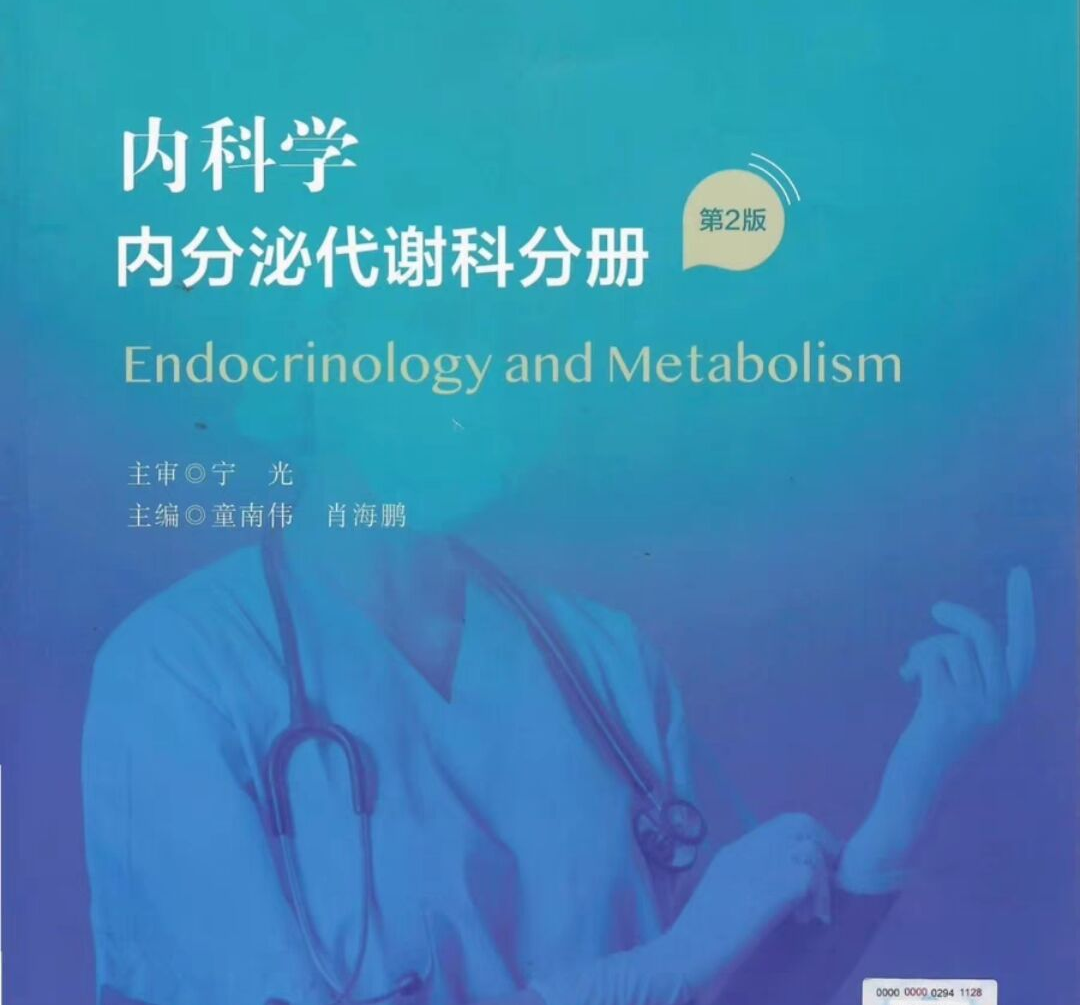 内科学
内分泌代谢科分册
第2版
Endocrinology and Metabolism
主审◎宁 光
主编◎童南伟 肖海鹏
0000 0000 0294 1128